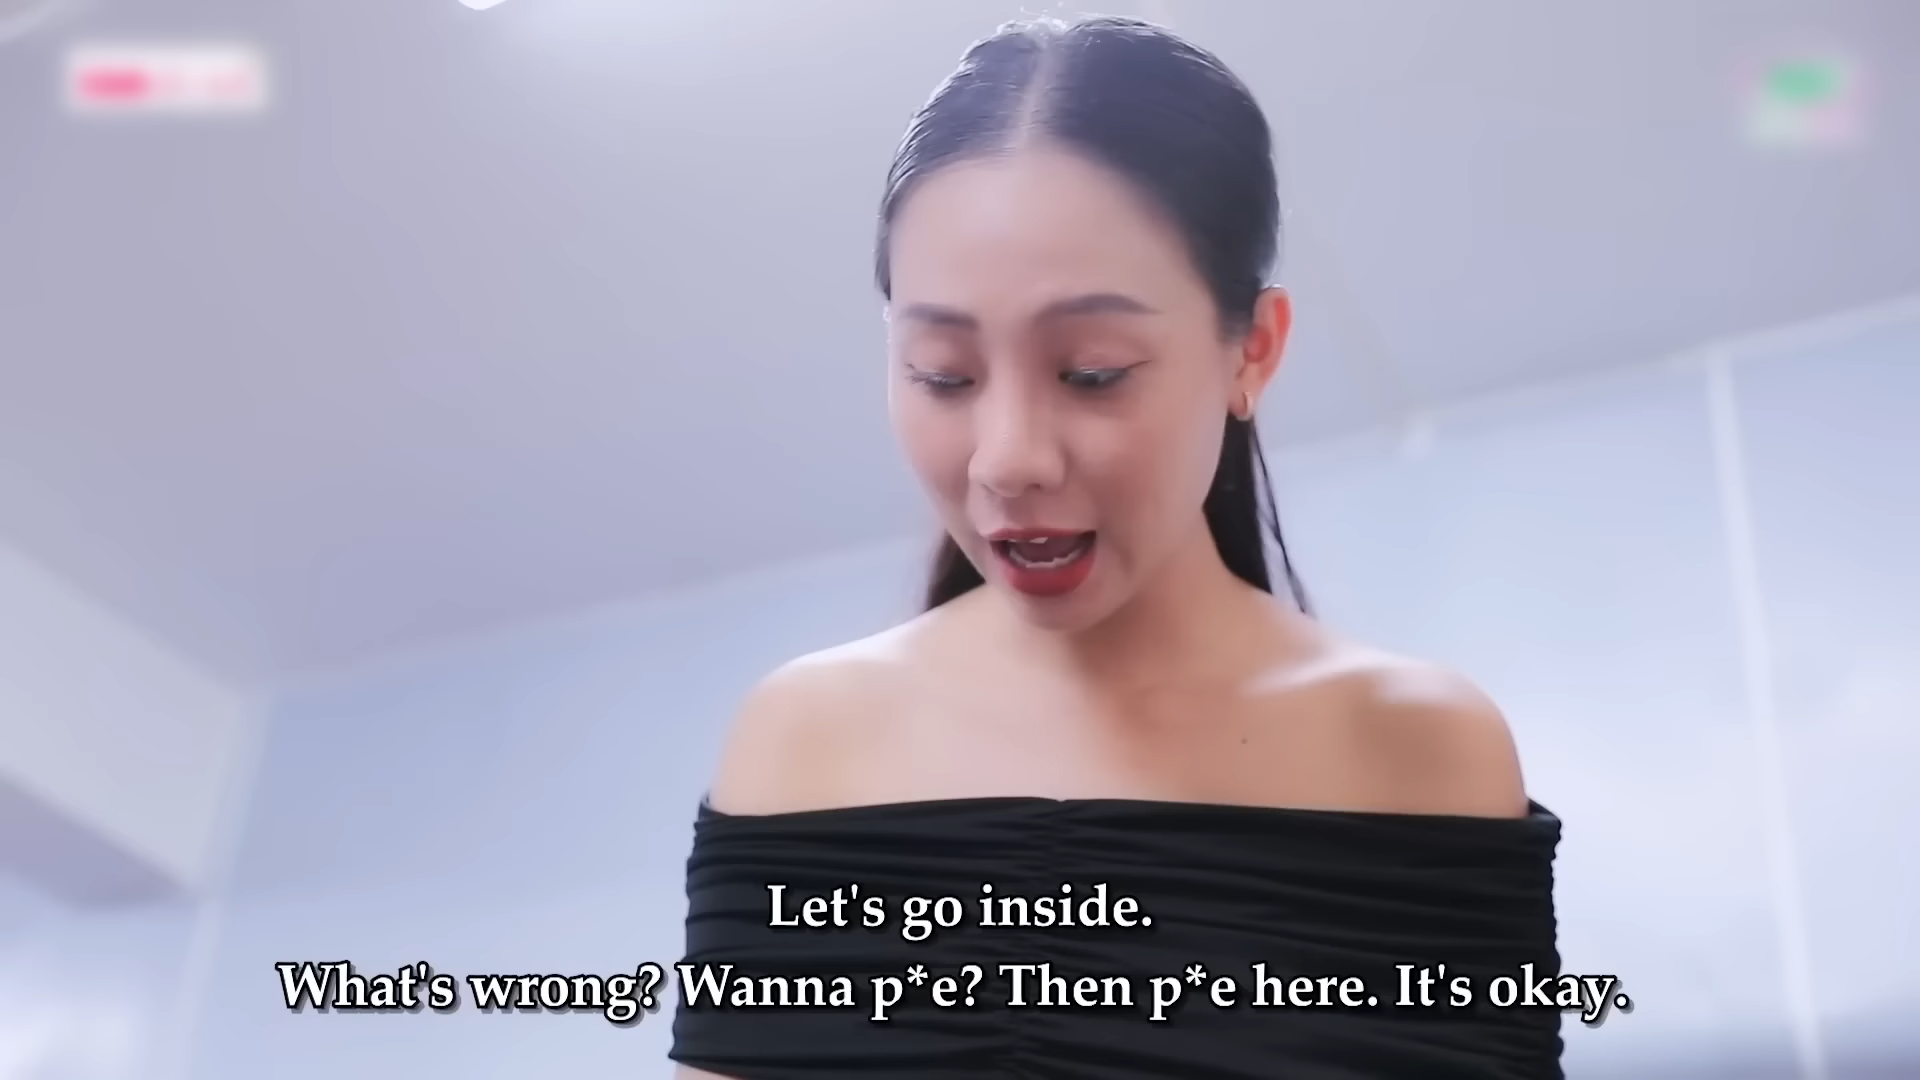 Let's go inside.
What's wrong? Wanna p*e? Then p*e here. It's okay.